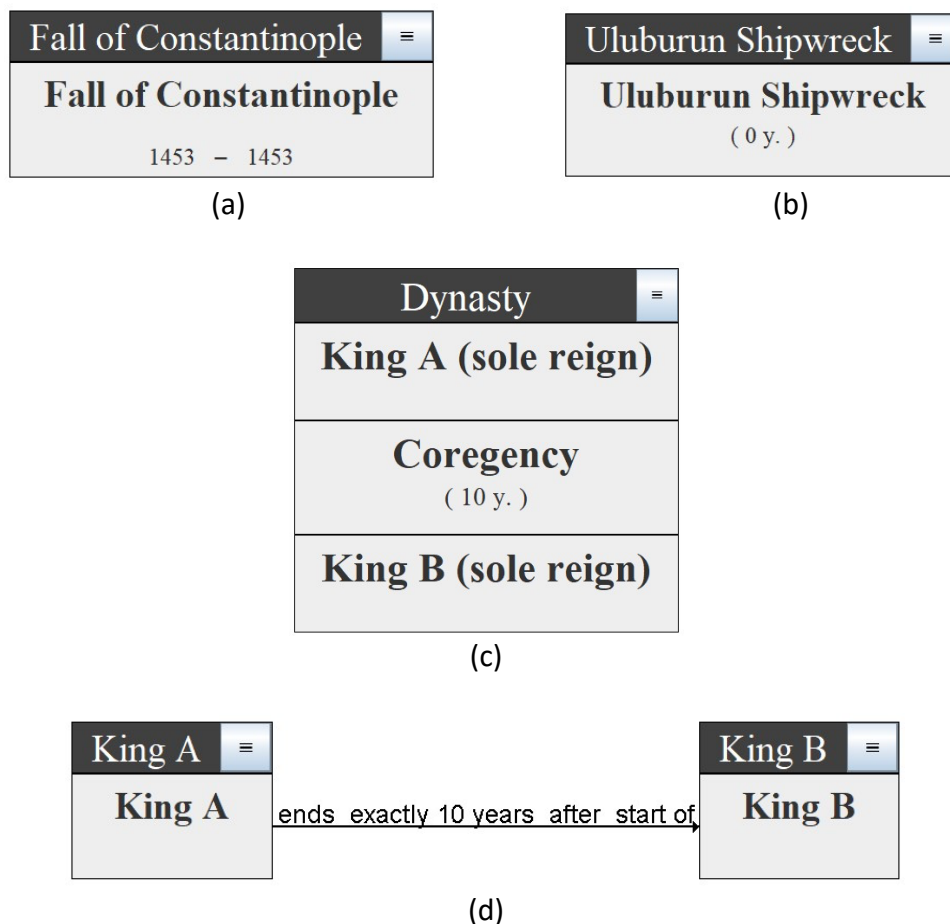 Fall of Constantinople ≡
Fall of Constantinople
1453 – 1453
(a)
Uluburun Shipwreck ≡
Uluburun Shipwreck
( 0 y. )
(b)
Dynasty ≡
King A (sole reign)
Coregency
( 10 y. )
King B (sole reign)
(c)
King A ≡
King A
ends exactly 10 years after start of
King B ≡
King B
(d)